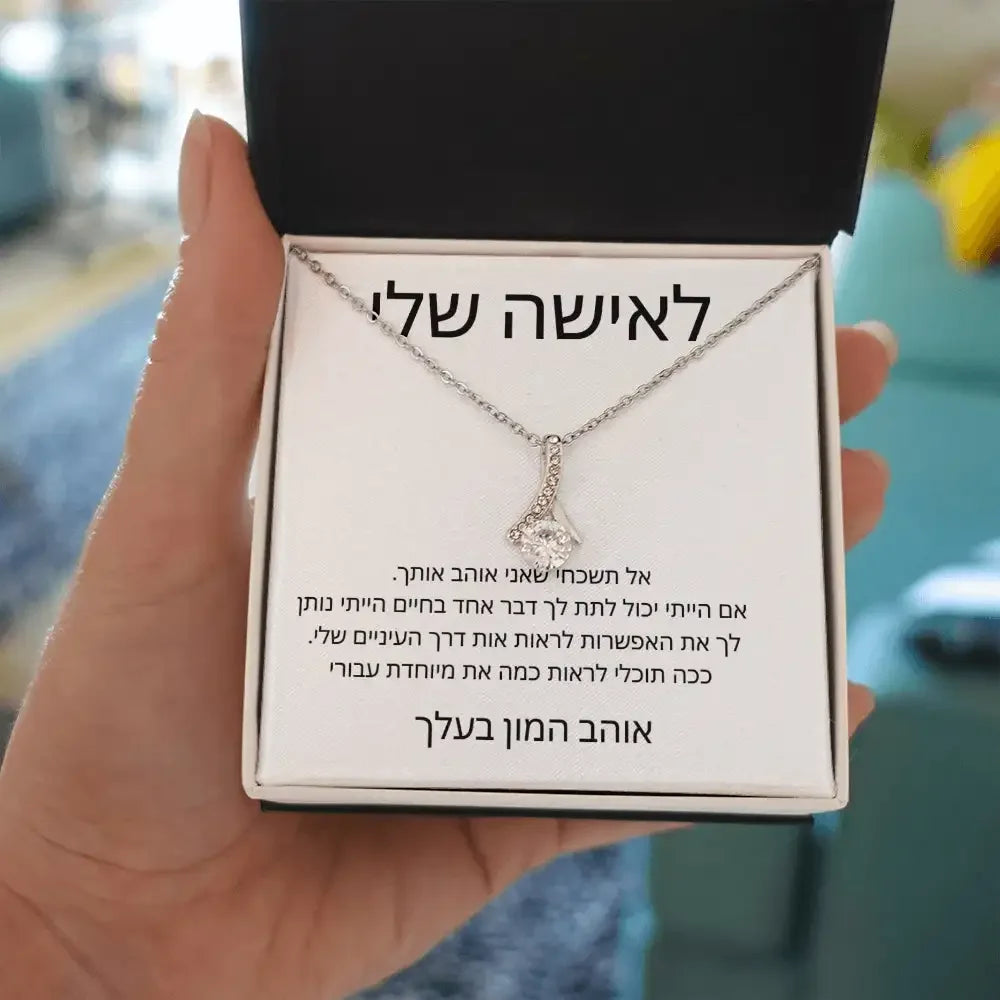 לאישה שלי
אל תשכחי שאני אוהב אותך.
אם הייתי יכול לתת לך דבר אחד בחיים הייתי נותן
לך את האפשרות לראות אות דרך העיניים שלי.
ככה תוכלי לראות כמה את מיוחדת עבורי
אוהב המון בעלך